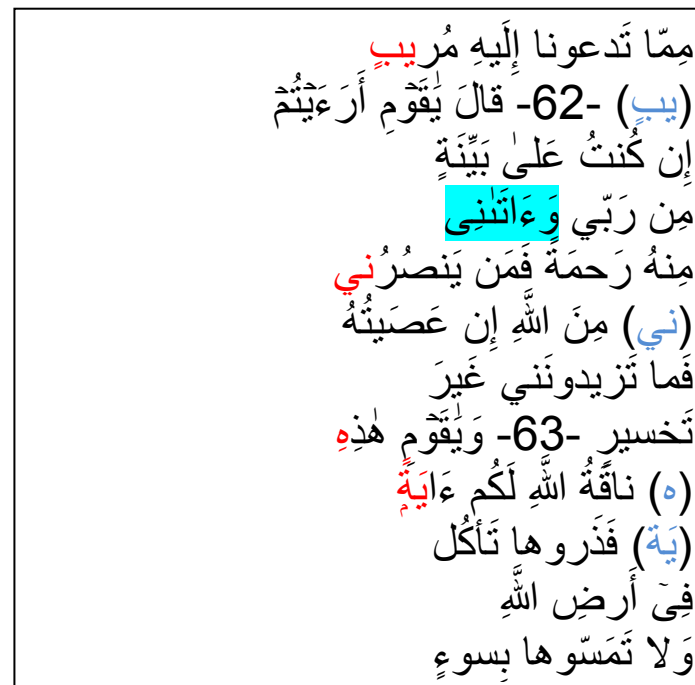 مِمّا تَدعونا إِلَيهِ مُريبٍ
(يبٍ) -62- قالَ يَٰقَوۡمِ أَرَءَيۡتُمۡ
إِن كُنتُ عَلىٰ بَيِّنَةٍ
مِن رَبّي وَءَاتَىٰنِى
مِنهُ رَحمَةً فَمَن يَنصُرُني
(ني) مِنَ اللَّهِ إِن عَصَيتُهُ
فَما تَزيدونَني غَيرَ
تَخسيرٍ -63- وَيَٰقَوۡمِ هٰذِهِ
(ه) ناقَةُ اللَّهِ لَكُم ءَايَةًۭ
(يَة) فَذَروها تَأكُل
فِىٓ أَرضِ اللَّهِ
وَلا تَمَسّوها بِسوءٍ